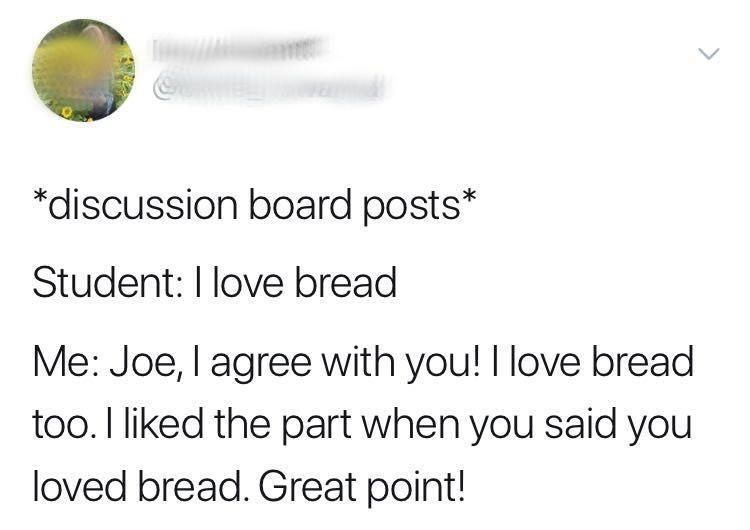 *discussion board posts*
Student: I love bread
Me: Joe, I agree with you! I love bread
too. I liked the part when you said you
loved bread. Great point!